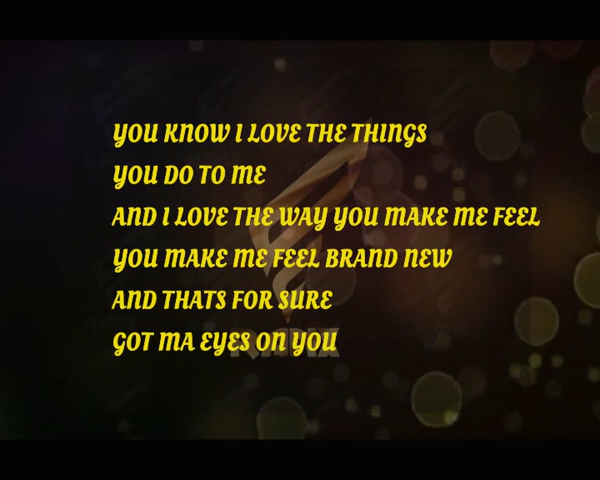 YOU KNOW I LOVE THE THINGS
YOU DO TO ME
AND I LOVE THE WAY YOU MAKE ME FEEL
YOU MAKE ME FEEL BRAND NEW
AND THATS FOR SURE
GOT MA EYES ON YOU